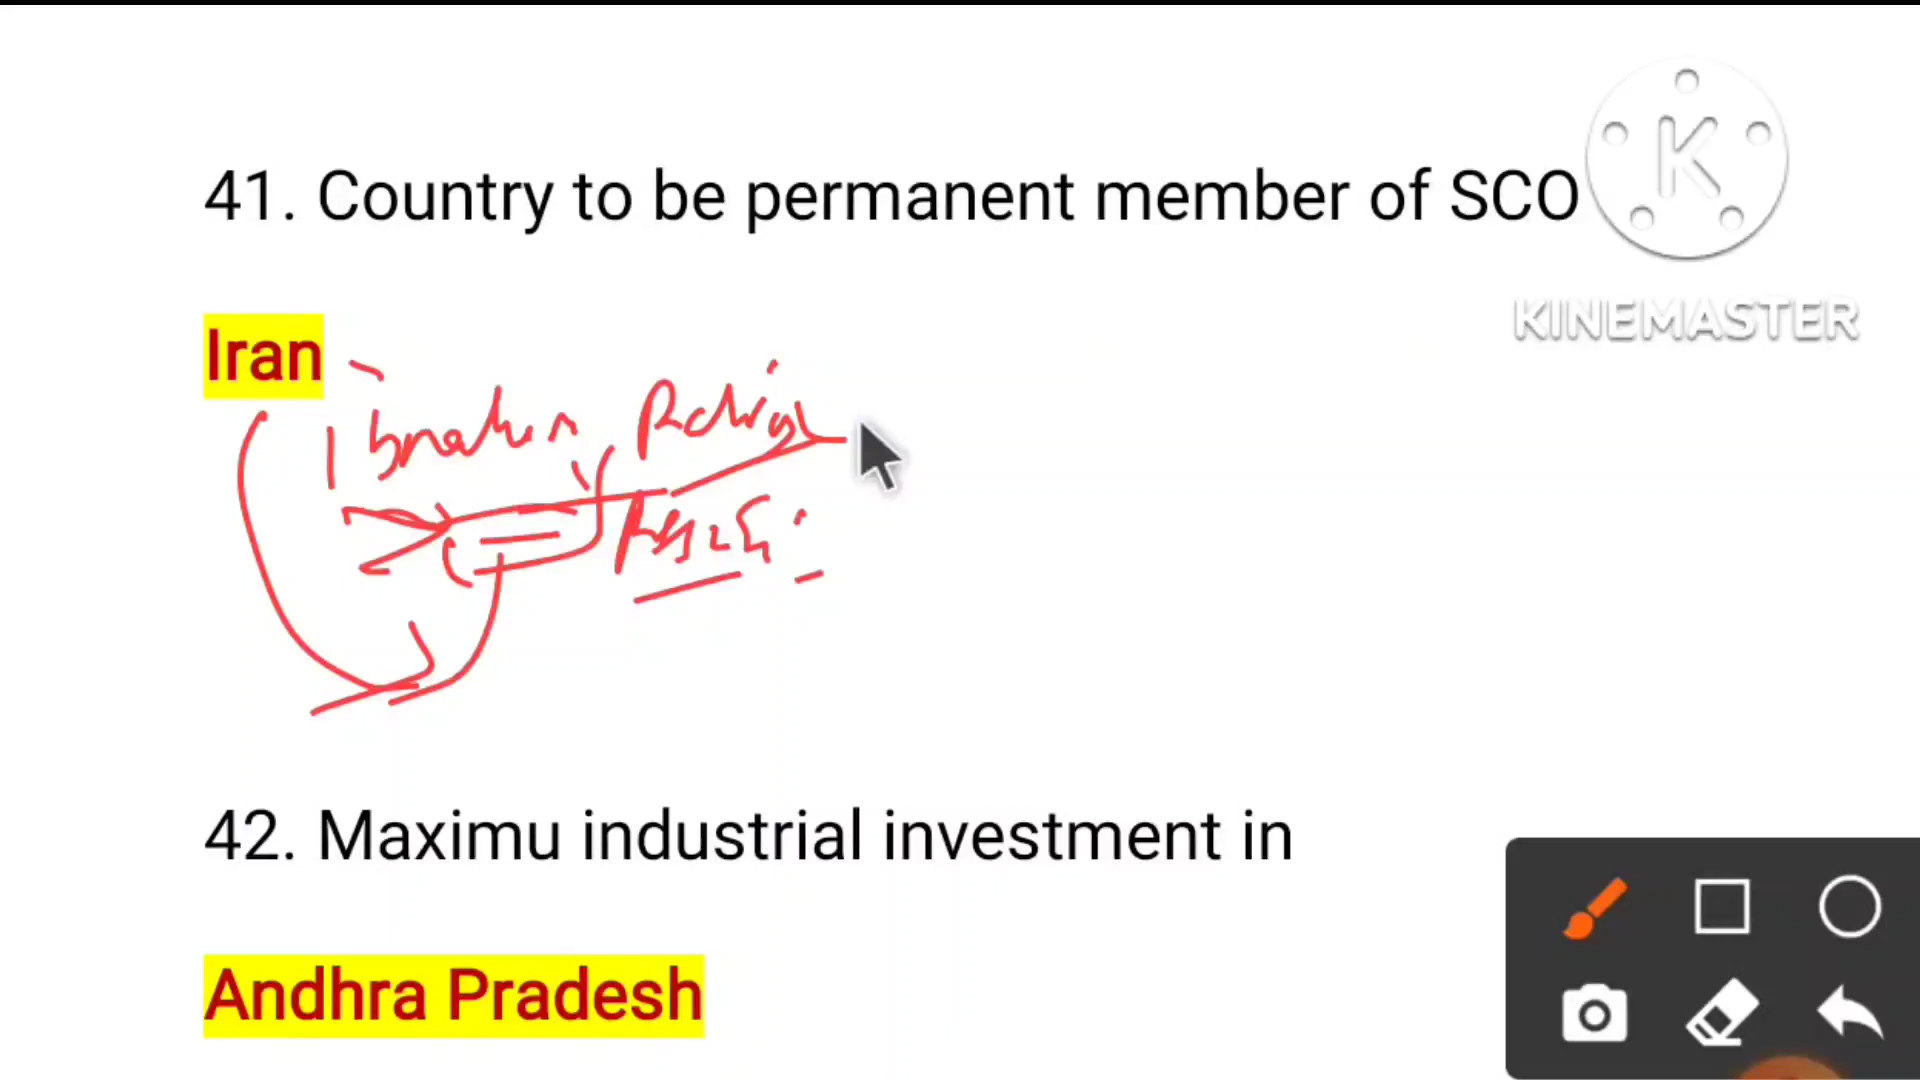 41. Country to be permanent member of SCO
KINEMASTER
Iran
42. Maximu industrial investment in
Andhra Pradesh